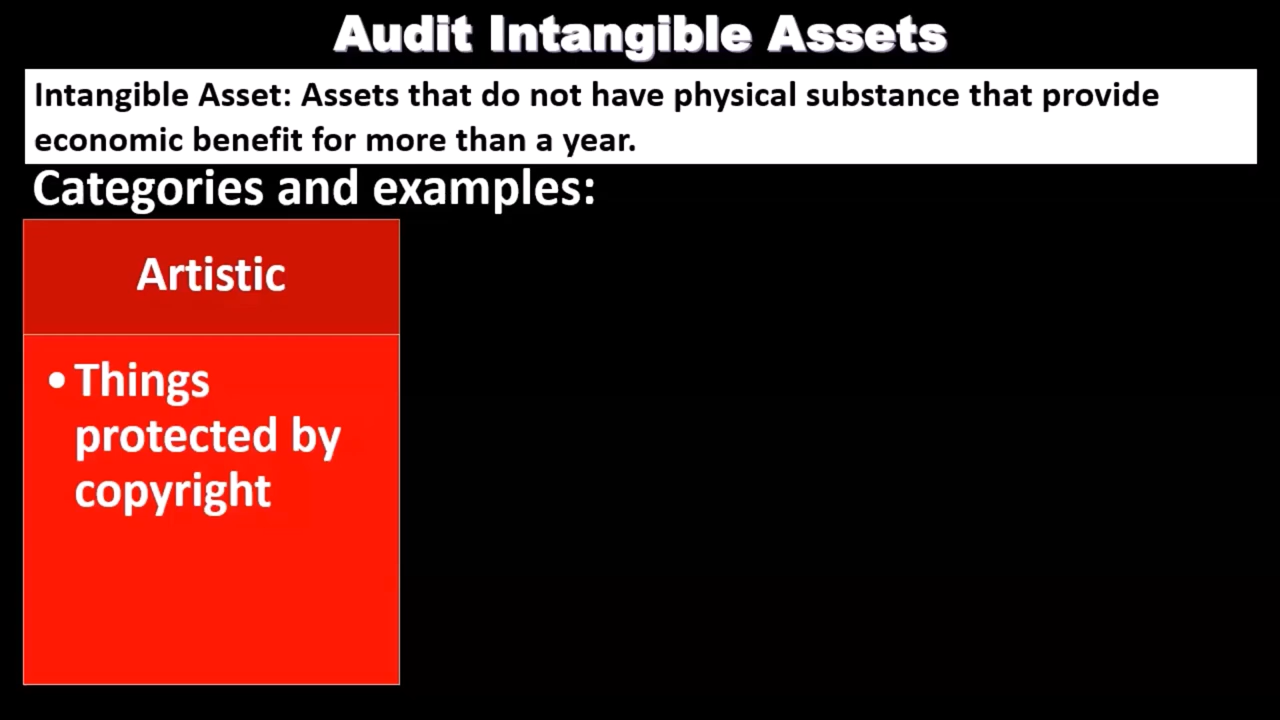 Audit Intangible Assets
Intangible Asset: Assets that do not have physical substance that provide
economic benefit for more than a year.
Categories and examples:
Artistic
• Things
protected by
copyright